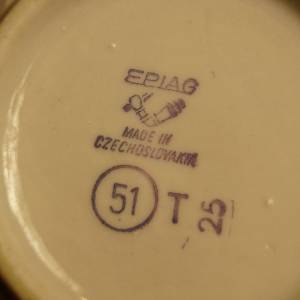 EPIAG
MADE IN
CZECHOSLOVAKIA
51 T 25